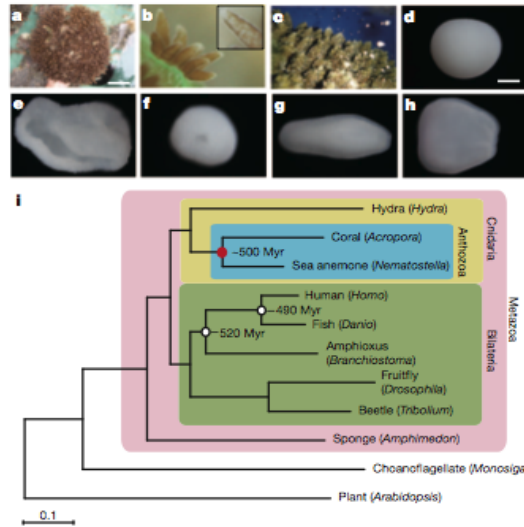 a
b
c
d
e
f
g
h
i
Hydra (Hydra)
Coral (Acropora)
~500 Myr
Sea anemone (Nematostella)
Human (Homo)
~490 Myr
Fish (Danio)
~520 Myr
Amphioxus
(Branchiostoma)
Fruitfly
(Drosophila)
Beetle (Tribolium)
Sponge (Amphimedon)
Choanoflagellate (Monosiga
Plant (Arabidopsis)
Cnidaria
Anthozoa
Bilateria
Metazoa
0.1